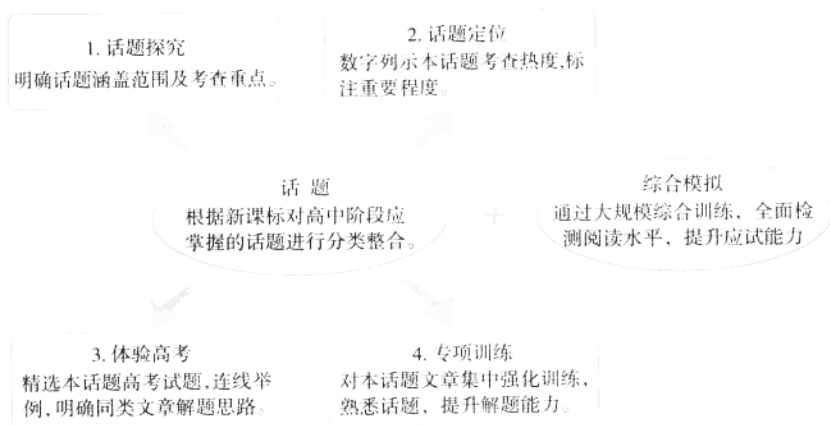 1. 话题探究
明确话题涵盖范围及考查重点。
2. 话题定位
数字列示本话题考查热度,标
注重要程度。
话 题
根据新课标对高中阶段应
掌握的话题进行分类整合。
+
综合模拟
通过大规模综合训练、全面检
测阅读水平、提升应试能力
3. 体验高考
精选本话题高考试题,连线举
例,明确同类文章解题思路。
4. 专项训练
对本话题文章集中强化训练,
熟悉话题、提升解题能力。